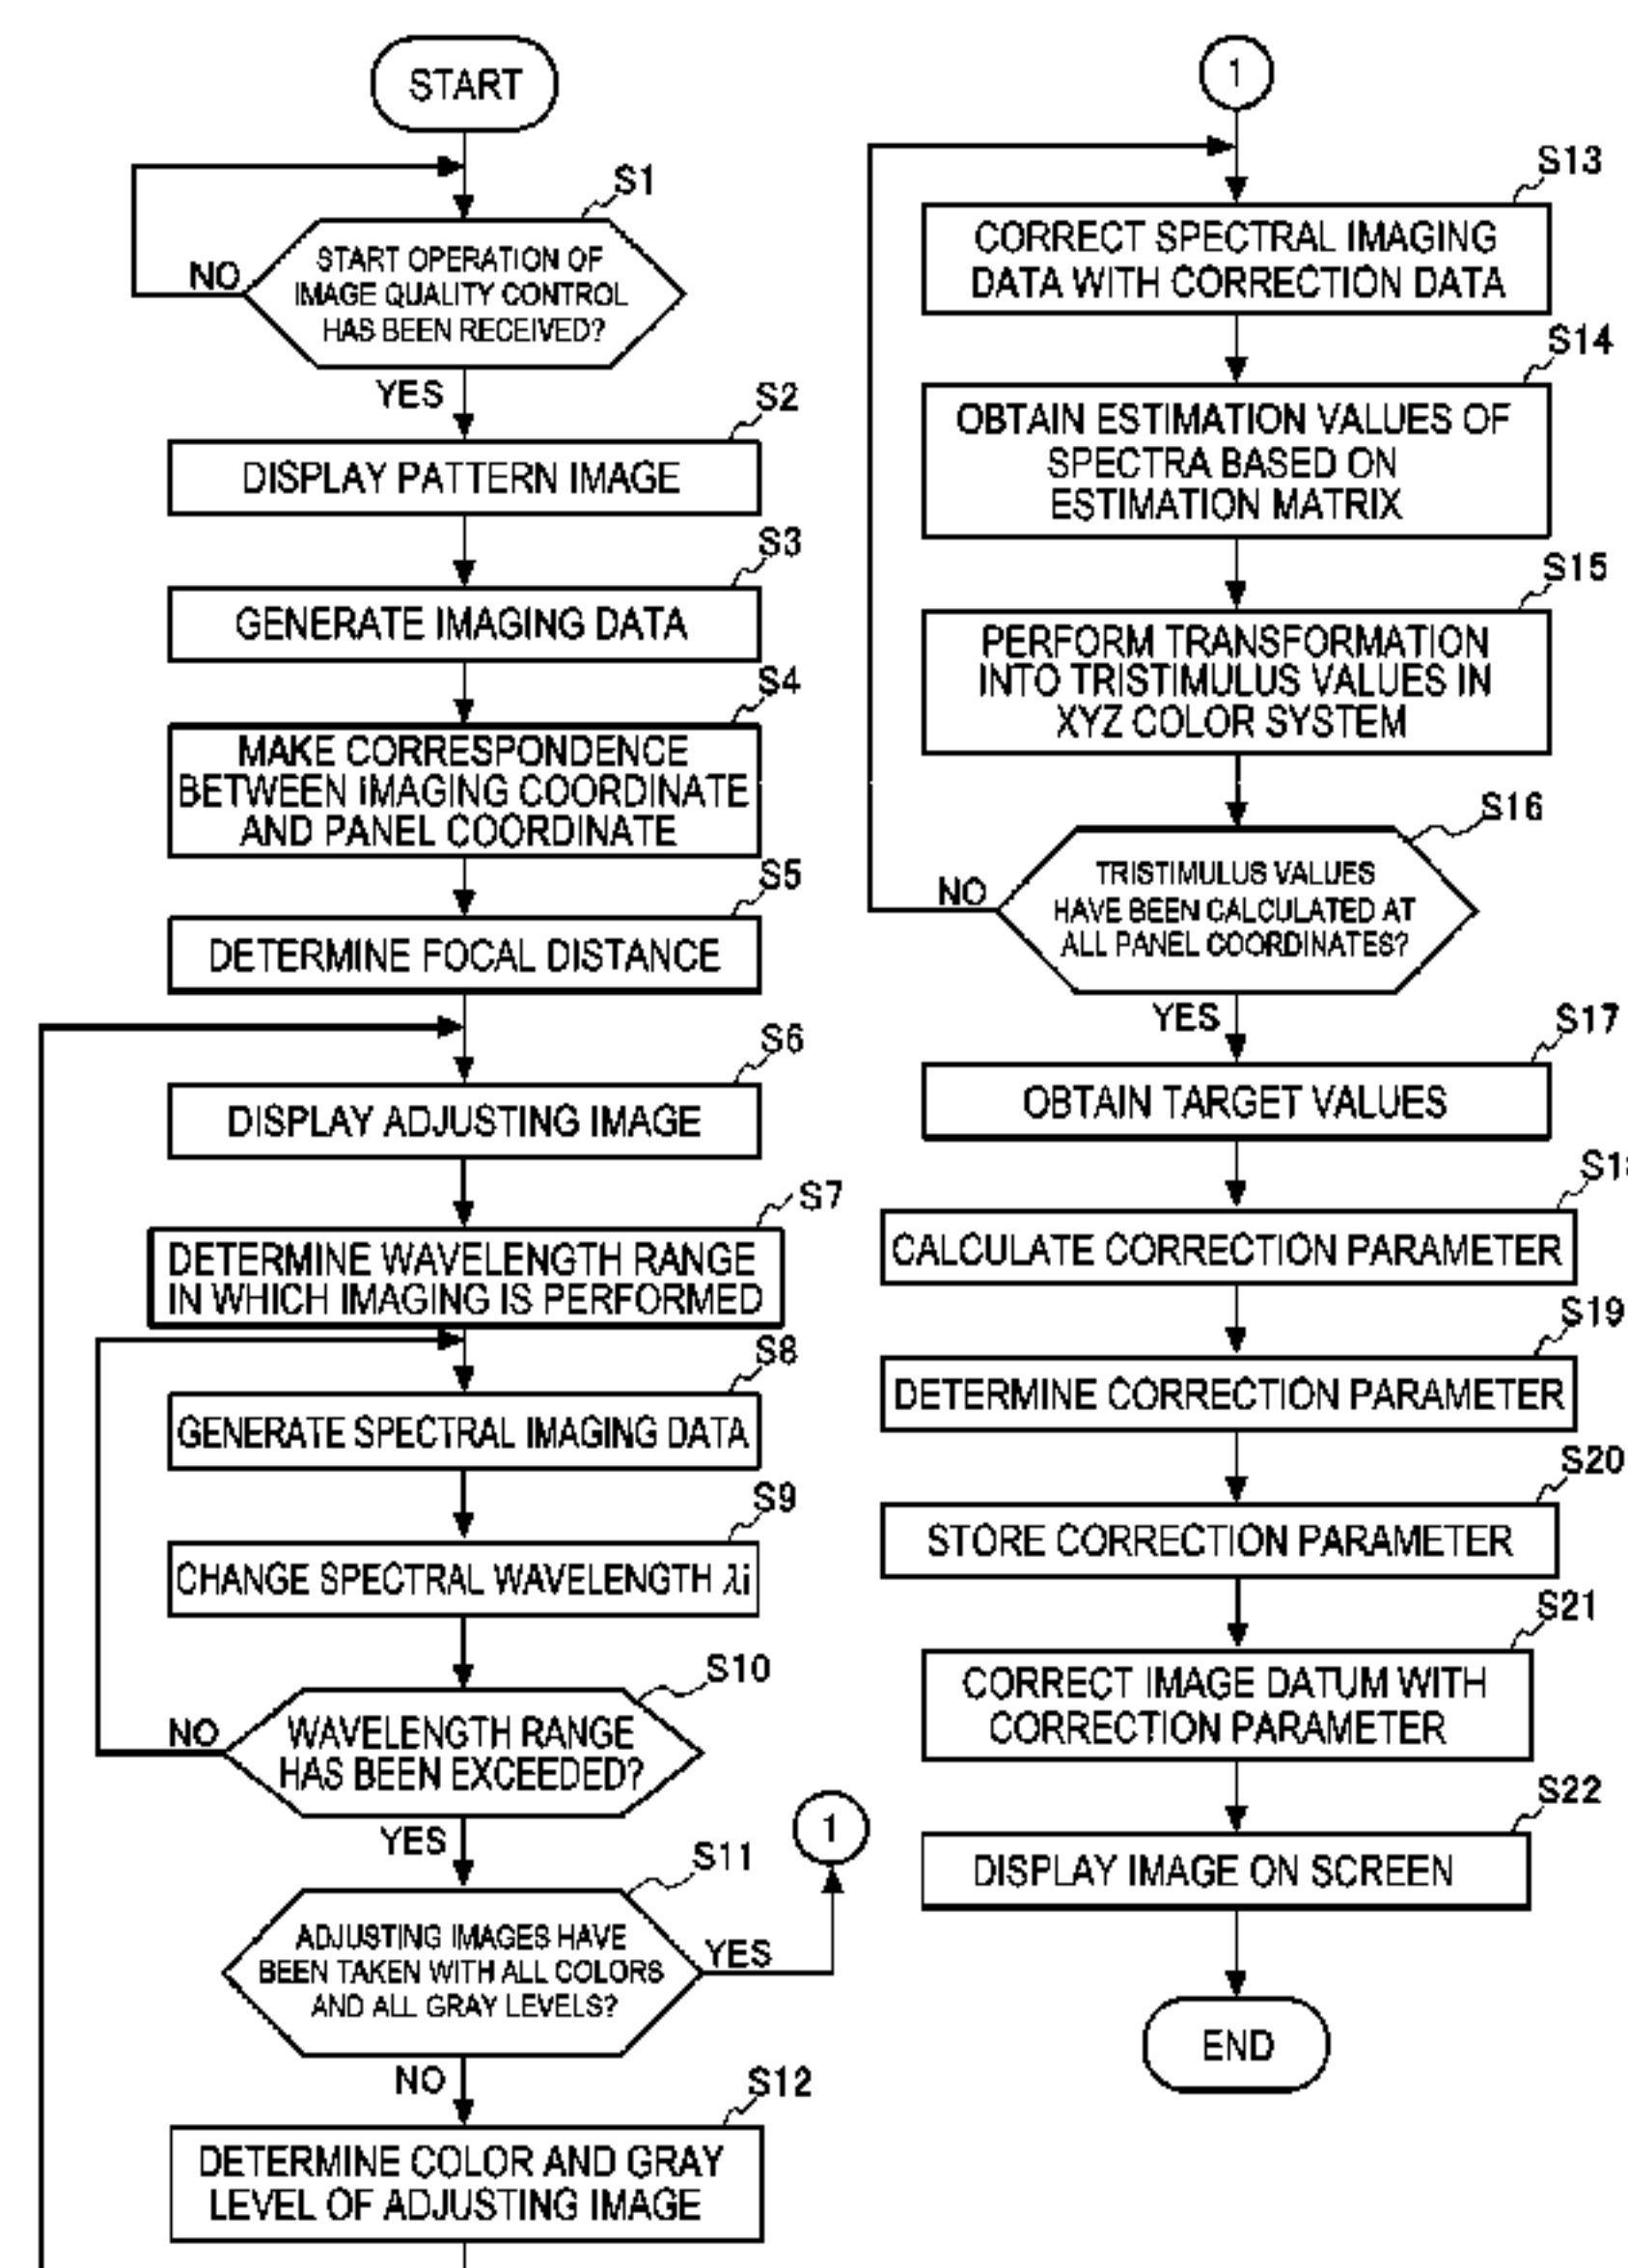 START
S1
START OPERATION OF
IMAGE QUALITY CONTROL
HAS BEEN RECEIVED?
NO
YES
S2
DISPLAY PATTERN IMAGE
S3
GENERATE IMAGING DATA
S4
MAKE CORRESPONDENCE
BETWEEN IMAGING COORDINATE
AND PANEL COORDINATE
S5
DETERMINE FOCAL DISTANCE
S6
DISPLAY ADJUSTING IMAGE
S7
DETERMINE WAVELENGTH RANGE
IN WHICH IMAGING IS PERFORMED
S8
GENERATE SPECTRAL IMAGING DATA
S9
CHANGE SPECTRAL WAVELENGTH λi
S10
WAVELENGTH RANGE
HAS BEEN EXCEEDED?
NO
YES
S11
ADJUSTING IMAGES HAVE
BEEN TAKEN WITH ALL COLORS
AND ALL GRAY LEVELS?
YES
1
NO
S12
DETERMINE COLOR AND GRAY
LEVEL OF ADJUSTING IMAGE
1
S13
CORRECT SPECTRAL IMAGING
DATA WITH CORRECTION DATA
S14
OBTAIN ESTIMATION VALUES OF
SPECTRA BASED ON
ESTIMATION MATRIX
S15
PERFORM TRANSFORMATION
INTO TRISTIMULUS VALUES IN
XYZ COLOR SYSTEM
S16
TRISTIMULUS VALUES
HAVE BEEN CALCULATED AT
ALL PANEL COORDINATES?
NO
YES
S17
OBTAIN TARGET VALUES
CALCULATE CORRECTION PARAMETER
S19
DETERMINE CORRECTION PARAMETER
S20
STORE CORRECTION PARAMETER
S21
CORRECT IMAGE DATUM WITH
CORRECTION PARAMETER
S22
DISPLAY IMAGE ON SCREEN
END